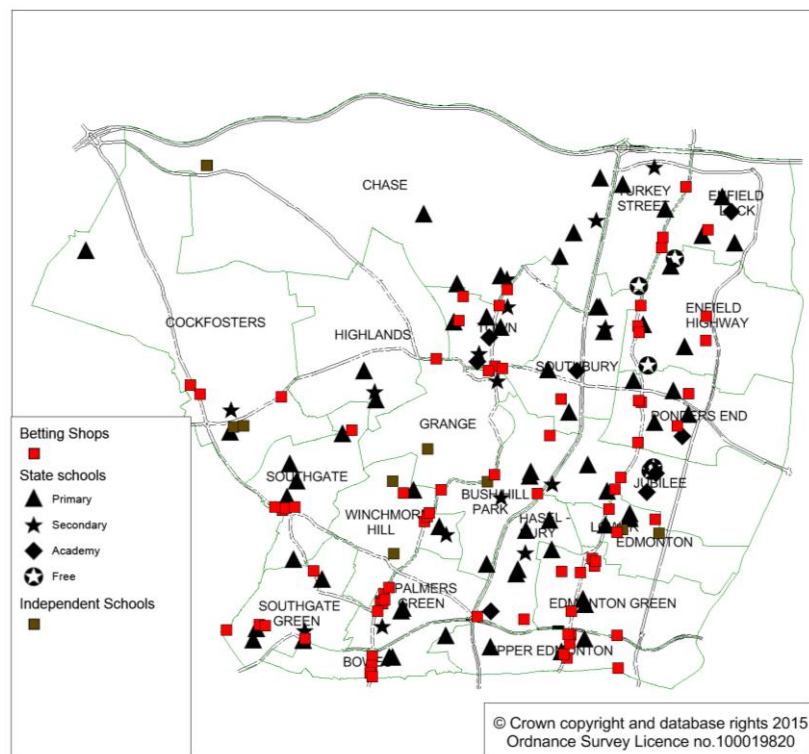 CHASE
TURKEY
STREET
ENFIELD
LOCK
COCKFOSTERS
HIGHLANDS
TOWN
ENFIELD
HIGHWAY
SOUTHBURY
GRANGE
PONDERS END
SOUTHGATE
WINCHMORE
HILL
BUSH HILL
PARK
JUBILEE
HASEL -
BURY
LOWER
EDMONTON
SOUTHGATE
GREEN
PALMERS
GREEN
EDMONTON GREEN
BOWES
UPPER EDMONTON
Betting Shops
State schools
Primary
Secondary
Academy
Free
Independent Schools
© Crown copyright and database rights 2015
Ordnance Survey Licence no.100019820